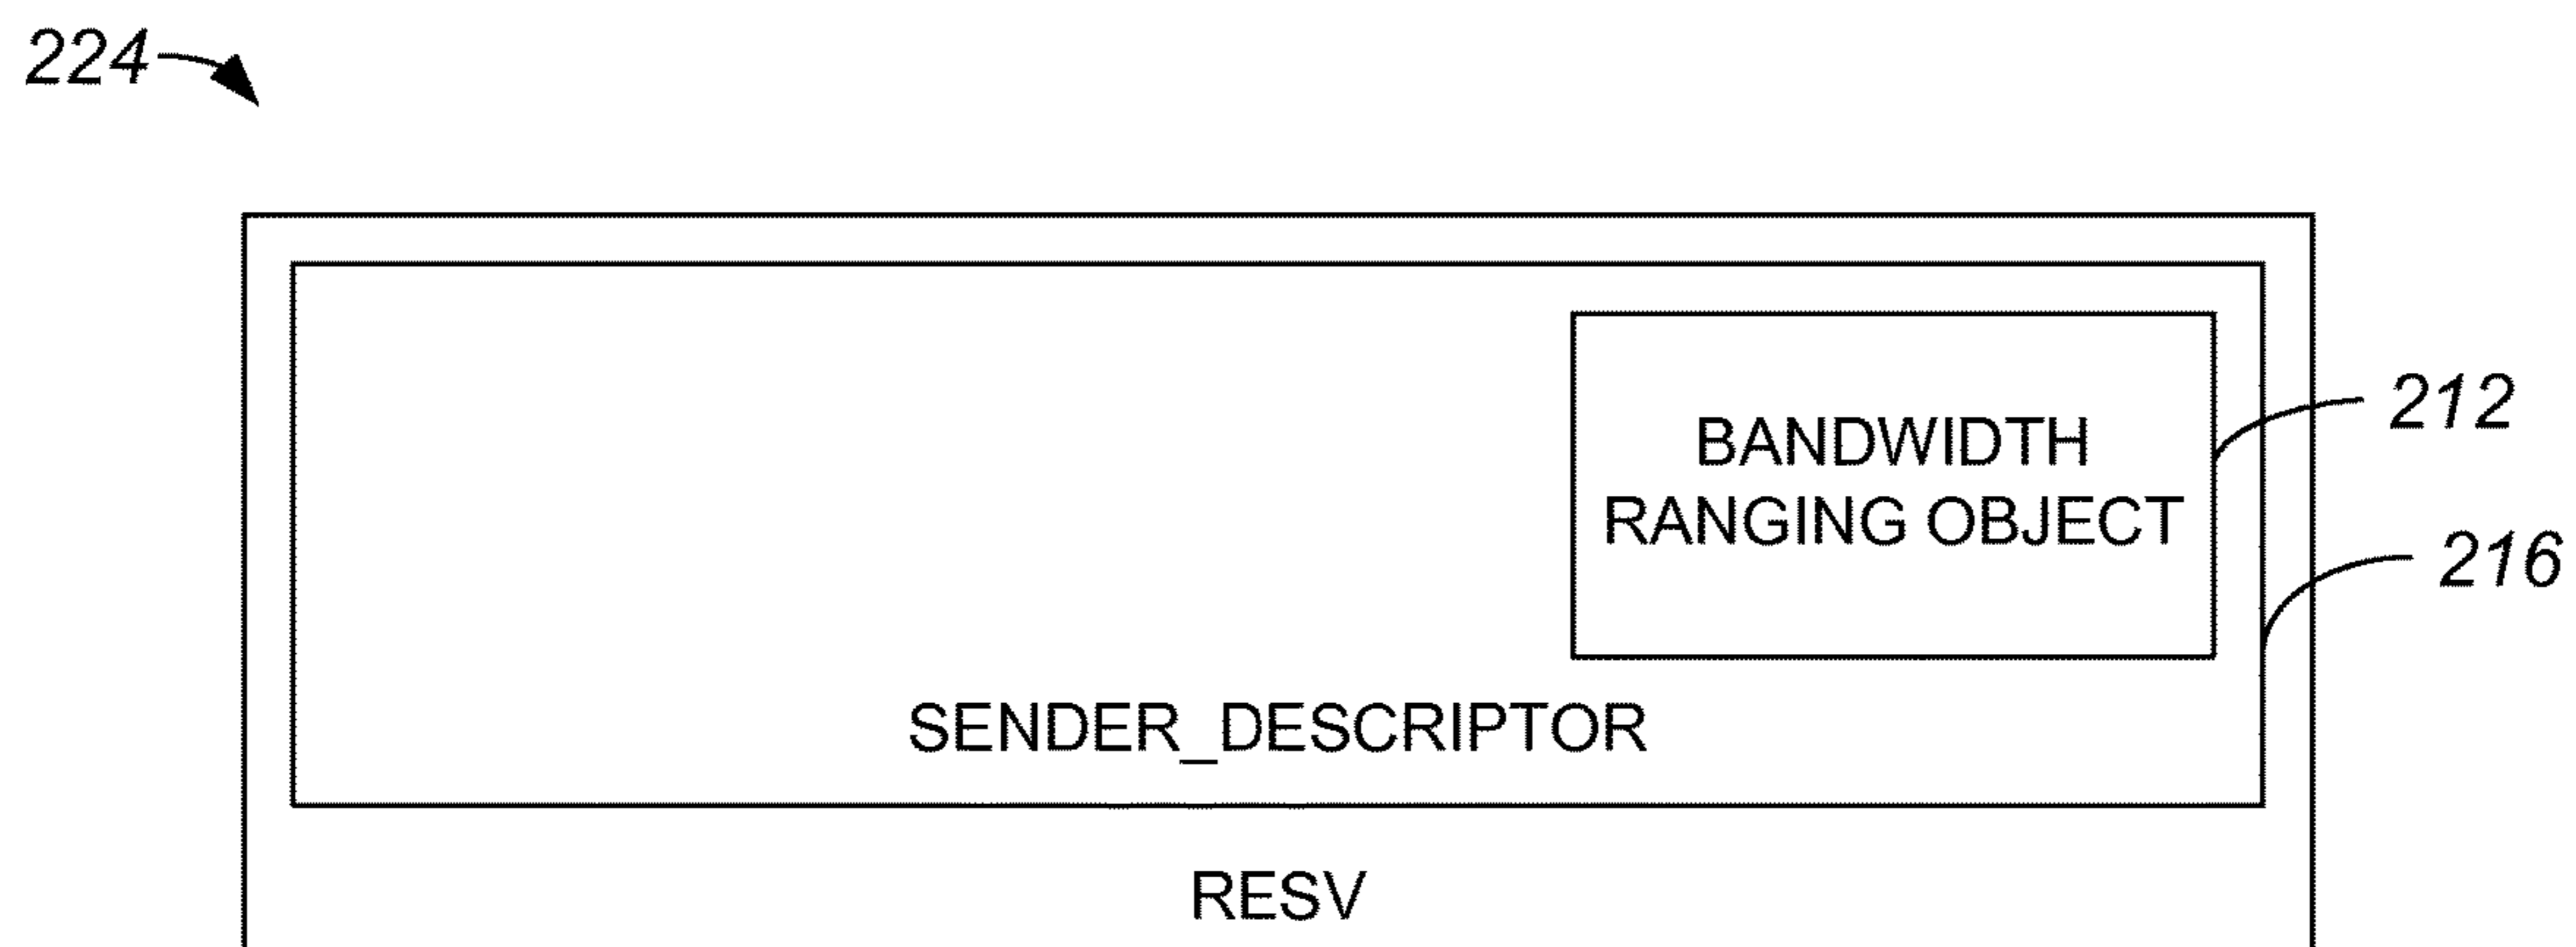 224
BANDWIDTH
RANGING OBJECT
212
216
SENDER_DESCRIPTOR
RESV